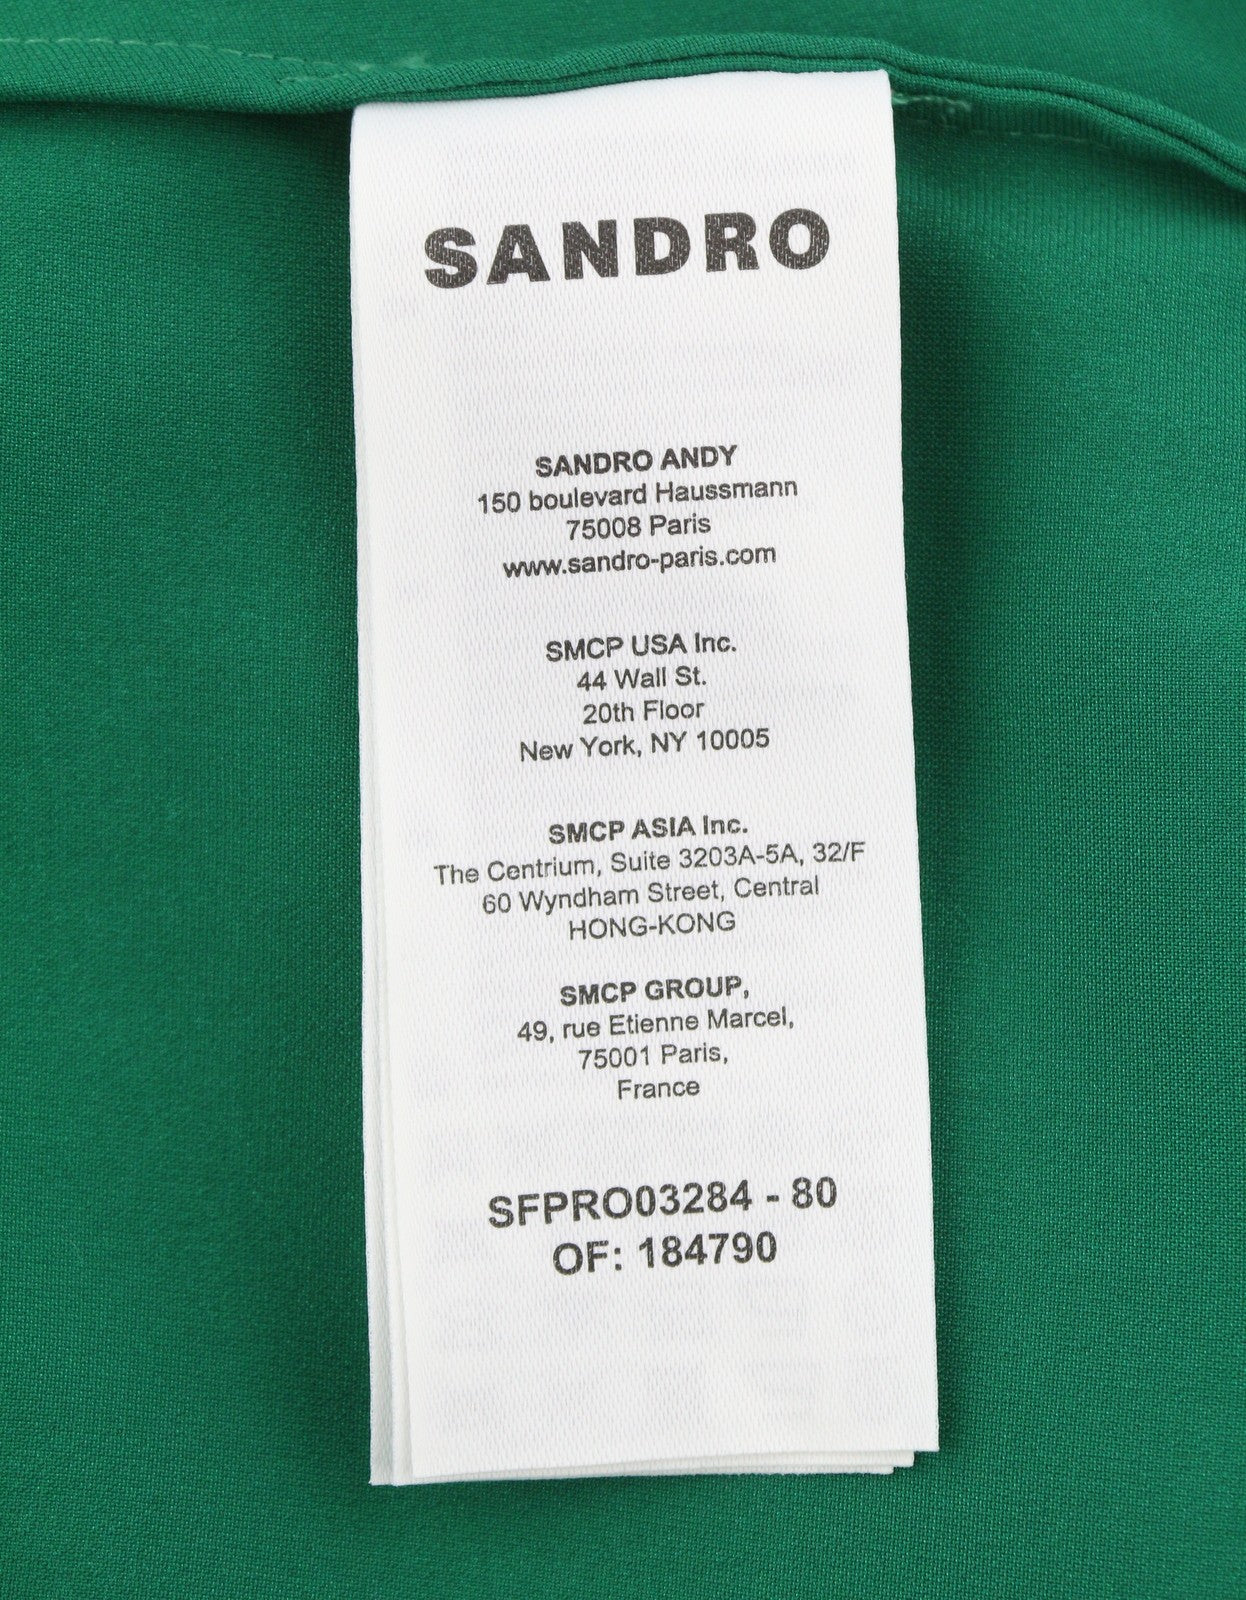 SANDRO
SANDRO ANDY
150 boulevard Haussmann
75008 Paris
www.sandro-paris.com
SMCP USA Inc.
44 Wall St.
20th Floor
New York, NY 10005
SMCP ASIA Inc.
The Centrium, Suite 3203A-5A, 32/F
60 Wyndham Street, Central
HONG-KONG
SMCP GROUP,
49, rue Etienne Marcel,
75001 Paris,
France
SFPRO03284 - 80
OF: 184790